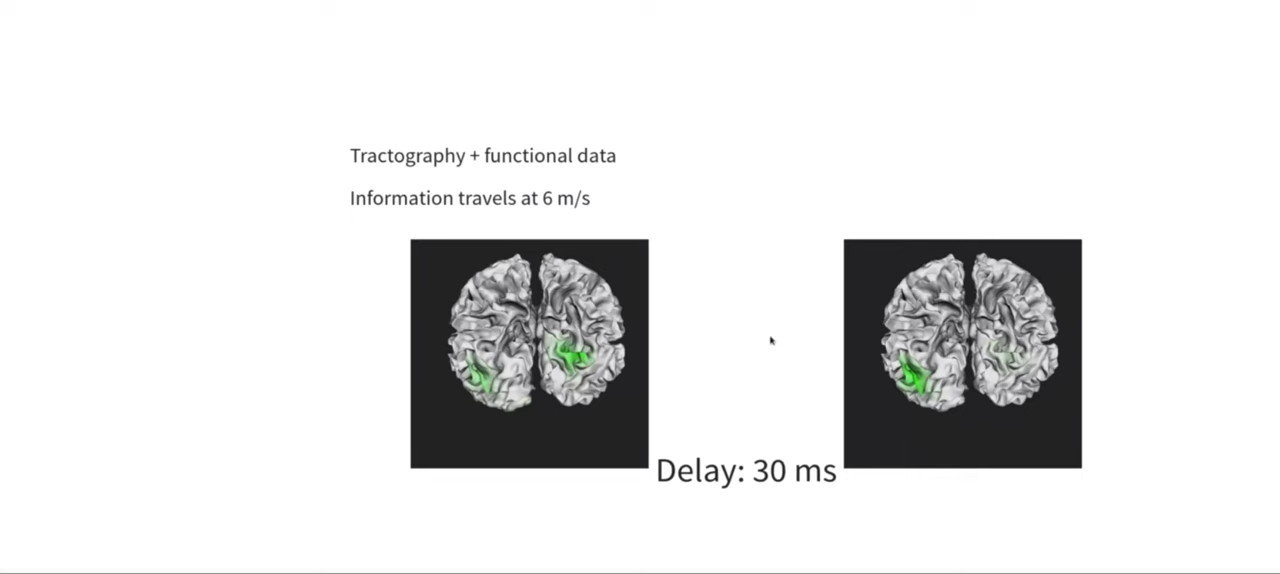 Tractography + functional data
Information travels at 6 m/s
Delay: 30 ms